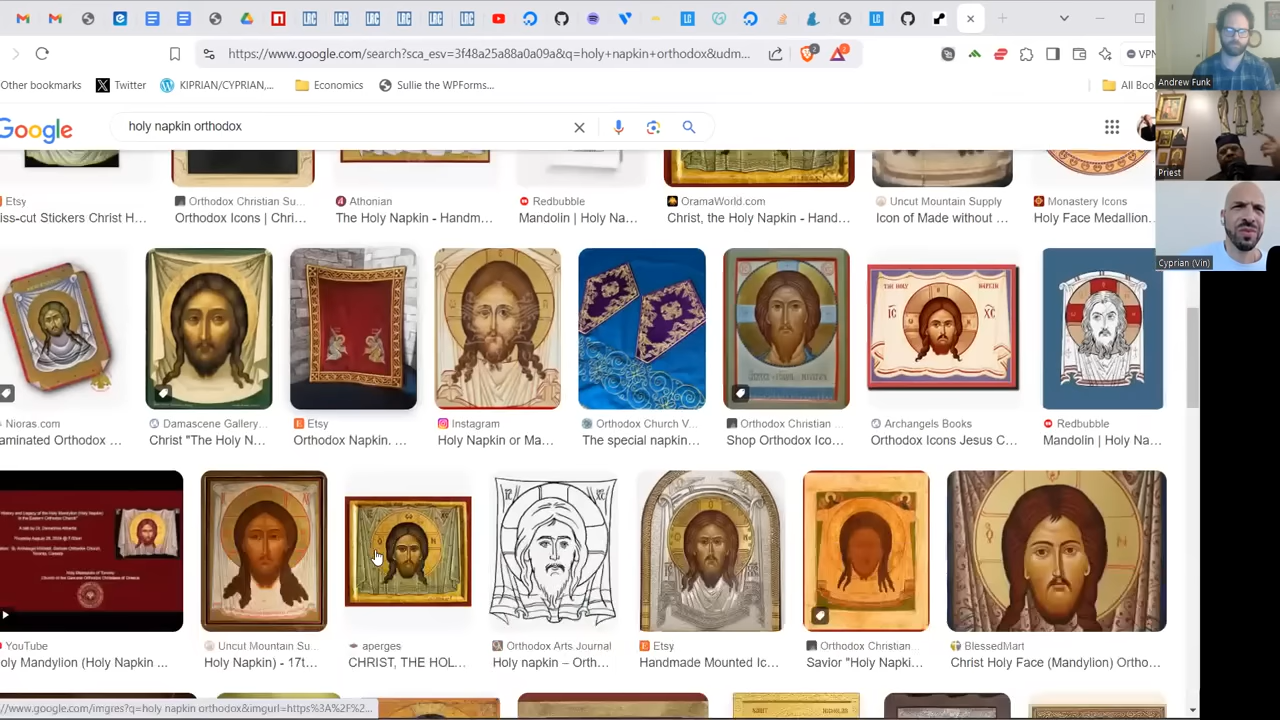 https://www.google.com/search?sca_esv=3f48a25a88a0a09a&q=holy+napkin+orthodox&udm...
2
2
VPN
Other bookmarks
Twitter
KIPRIAN/CYPRIAN,...
Economics
Sullie the WPForms...
All Boo
Andrew Funk
Google
holy napkin orthodox
Priest
Etsy
Orthodox Christian Su...
Athonian
Redbubble
OramaWorld.com
Uncut Mountain Supply
Monastery Icons
iss-cut Stickers Christ H...
Orthodox Icons | Chri...
The Holy Napkin - Handm...
Mandolin | Holy Na...
Christ, the Holy Napkin - Hand...
Icon of Made without ...
Holy Face Medallion...
Cyprian (Vin)
THE HOLY NAPKIN
IC XC
Nioras.com
Damascene Gallery...
Etsy
Instagram
Orthodox Church V...
Orthodox Christian ...
Archangels Books
Redbubble
aminated Orthodox ...
Christ "The Holy N...
Orthodox Napkin. ...
Holy Napkin or Ma...
The special napkin...
Shop Orthodox Ico...
Orthodox Icons Jesus C...
Mandolin | Holy Na...
YouTube
Uncut Mountain Su...
aperges
Orthodox Arts Journal
Etsy
Orthodox Christian...
BlessedMart
oly Mandylion (Holy Napkin ...
Holy Napkin) - 17t...
CHRIST, THE HOL...
Holy napkin – Orth...
Handmade Mounted Ic...
Savior "Holy Napki...
Christ Holy Face (Mandylion) Ortho...
//www.google.com/imgres?q=holy napkin orthodox&imgurl=https%3A%2F%2...